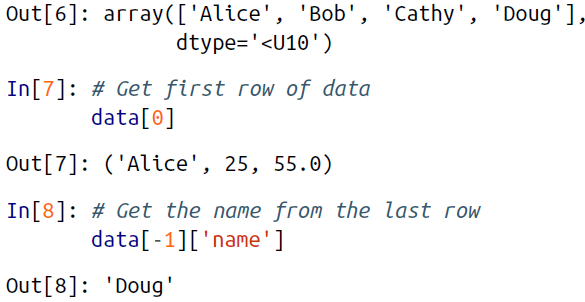 Out[6]: array(['Alice', 'Bob', 'Cathy', 'Doug'],
dtype='<U10')
In[7]: # Get first row of data
data[0]
Out[7]: ('Alice', 25, 55.0)
In[8]: # Get the name from the last row
data[-1]['name']
Out[8]: 'Doug'